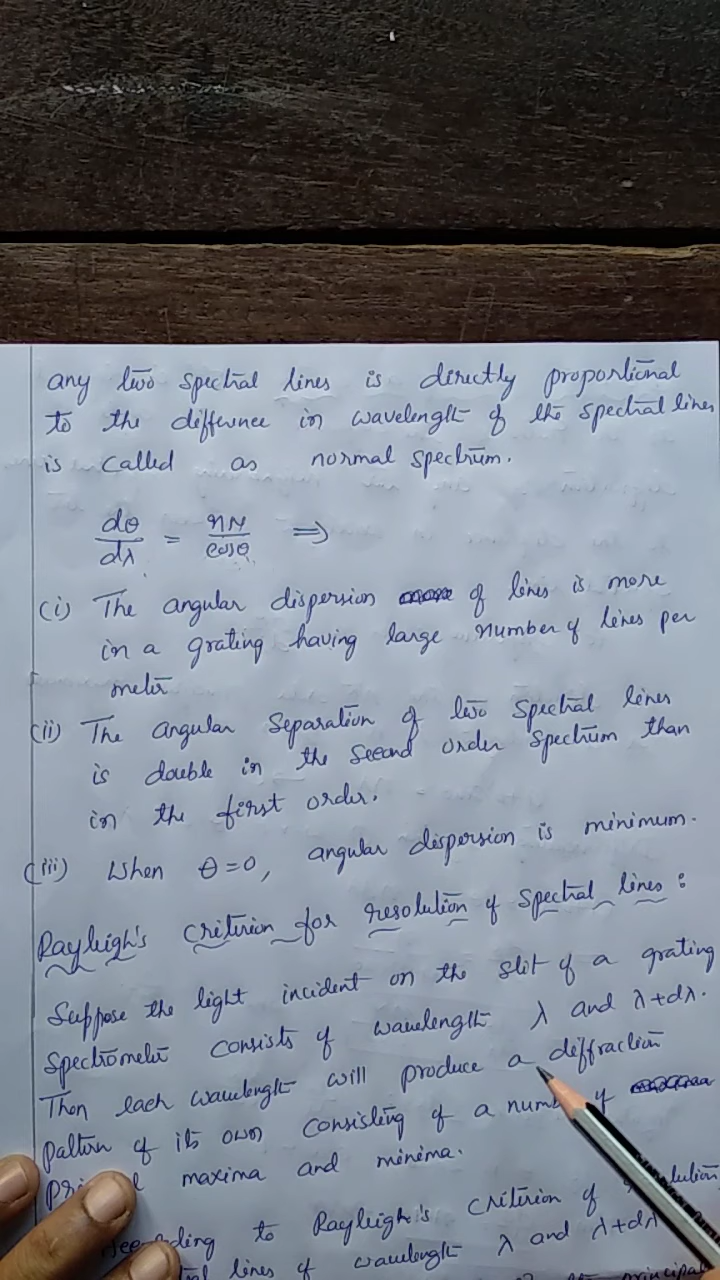 any two spectral lines is directly proportional
to the difference in wavelength of the spectral lines
is called as normal spectrum.
dθ/dλ = nN/cosθ ⇒
(i) The angular dispersion of lines is more
in a grating having large number of lines per
meter
(ii) The angular separation of two spectral lines
is double in the second order spectrum than
in the first order.
(iii) When θ=0, angular dispersion is minimum.
Rayleigh's criterion for resolution of spectral lines :
Suppose the light incident on the slit of a grating
spectrometer consists of wavelength λ and λ+dλ.
Then each wavelength will produce a diffraction
pattern of its own consisting of a num of
maxima and minima.
to Rayleigh's criterion of
lines of wavelength λ and λ+dλ
principal